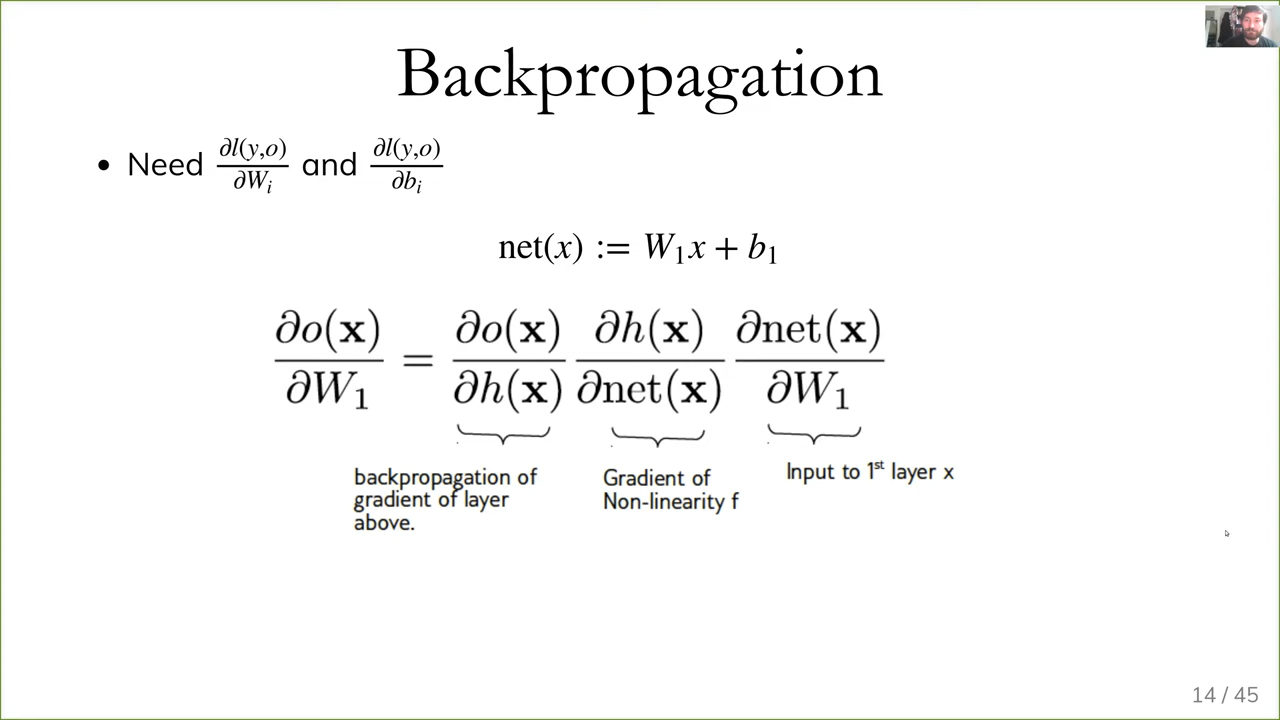 Backpropagation
• Need ∂l(y,o)/∂W_i and ∂l(y,o)/∂b_i
net(x) := W₁x + b₁
∂o(𝐱)/∂W₁ = ∂o(𝐱)/∂h(𝐱) ∂h(𝐱)/∂net(𝐱) ∂net(𝐱)/∂W₁
backpropagation of
gradient of layer
above.
Gradient of
Non-linearity f
Input to 1ˢᵗ layer x
14 / 45